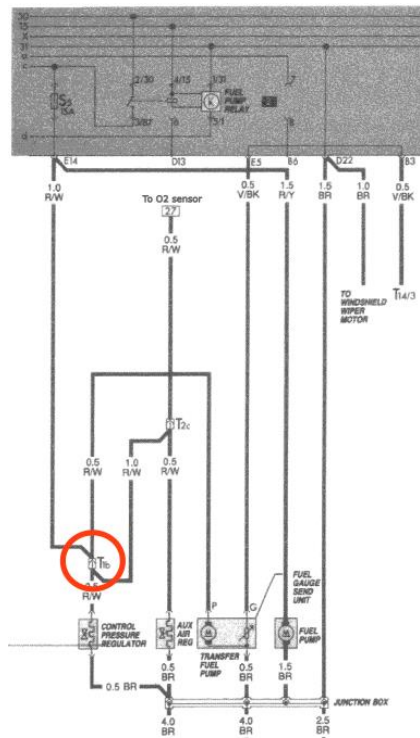 30
15
X
31
a
c
2/30
4/15
1/31
7
S5
15A
K
FUEL
PUMP
RELAY
3/87
6
5/1
8
d
E14
D13
E5
B6
D22
B3
1.0
R/W
To O2 sensor
27
0.5
R/W
0.5
V/BK
1.5
R/Y
1.5
BR
1.0
BR
0.5
V/BK
TO
WINDSHIELD
WIPER
MOTOR
T14/3
T2c
0.5
R/W
1.0
R/W
0.5
R/W
T1b
0.5
R/W
P
G
FUEL
GAUGE
SEND
UNIT
CONTROL
PRESSURE
REGULATOR
AUX
AIR
REG
TRANSFER
FUEL
PUMP
FUEL
PUMP
0.5 BR
0.5
BR
0.5
BR
1.5
BR
JUNCTION BOX
4.0
BR
4.0
BR
2.5
BR